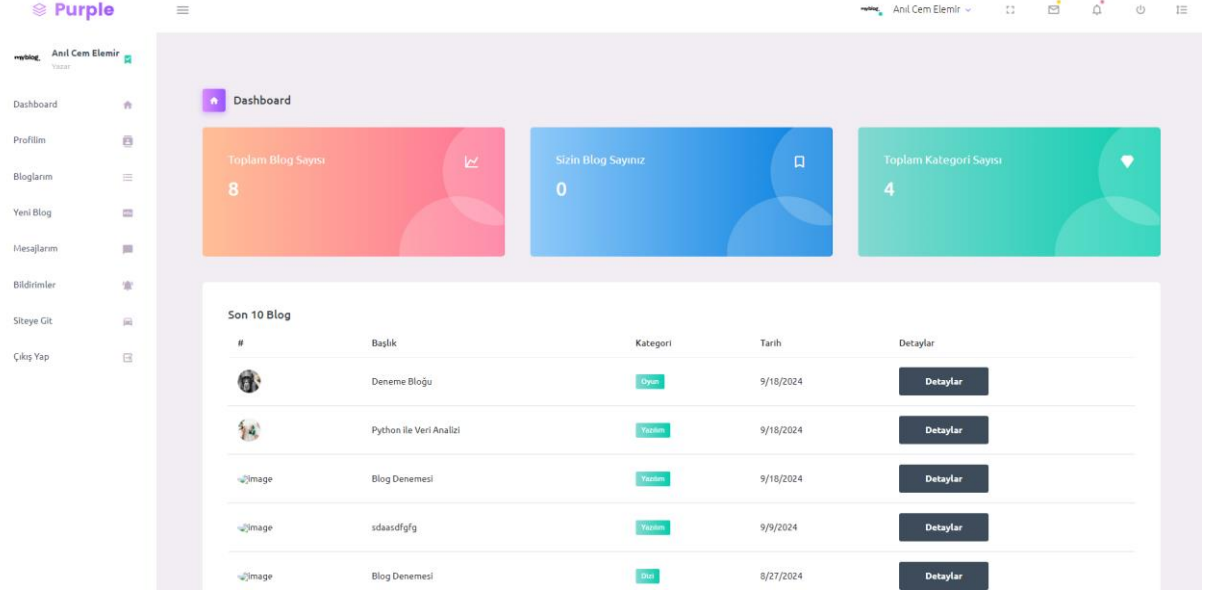 Purple
myblog.
Anıl Cem Elemir
myblog.
Anıl Cem Elemir
Yazar
Dashboard
Profilim
Bloglarım
Yeni Blog
Mesajlarım
Bildirimler
Siteye Git
Çıkış Yap
Dashboard
Toplam Blog Sayısı
8
Sizin Blog Sayınız
0
Toplam Kategori Sayısı
4
Son 10 Blog
# Başlık Kategori Tarih Detaylar
Deneme Bloğu Oyun 9/18/2024 Detaylar
Python ile Veri Analizi Yazılım 9/18/2024 Detaylar
image Blog Denemesi Yazılım 9/18/2024 Detaylar
image sdaasdfgfg Yazılım 9/9/2024 Detaylar
image Blog Denemesi Dizi 8/27/2024 Detaylar